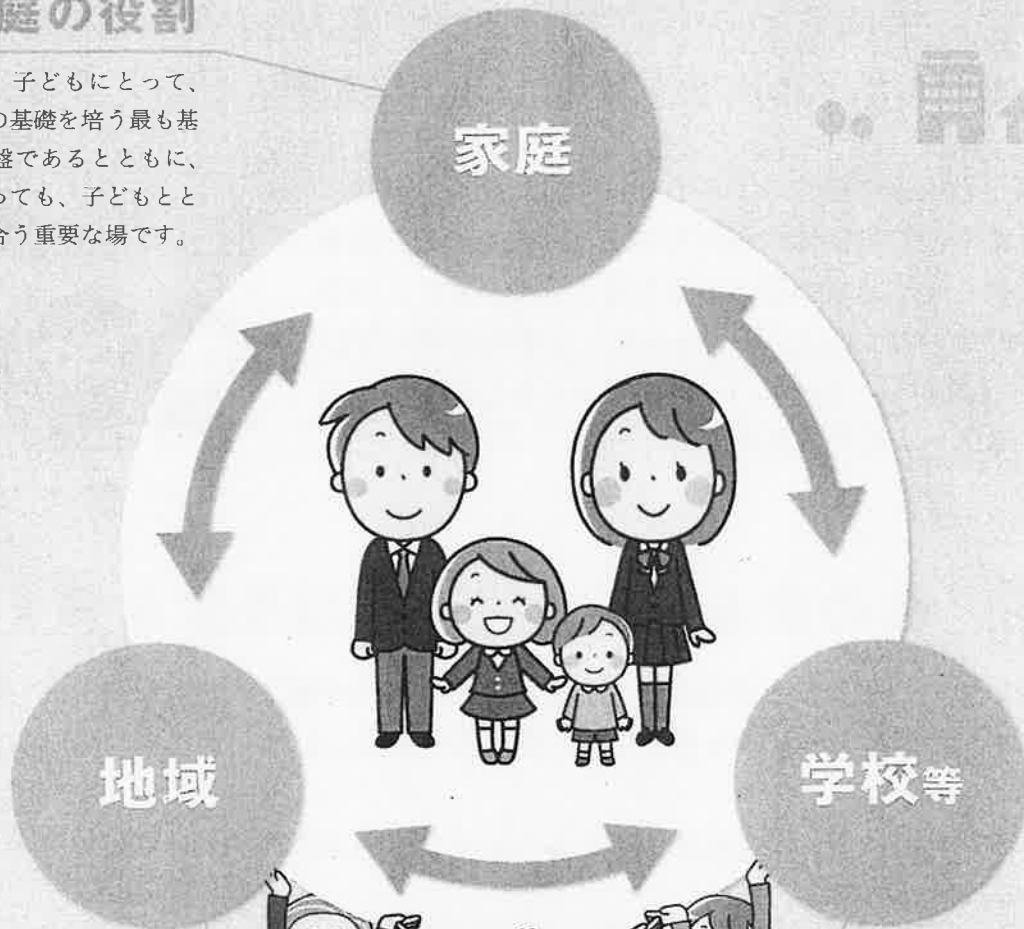 庭の役割
子どもにとって、
の基礎を培う最も基
盤であるとともに、
っても、子どもとと
合う重要な場です。
家庭
地域
学校等